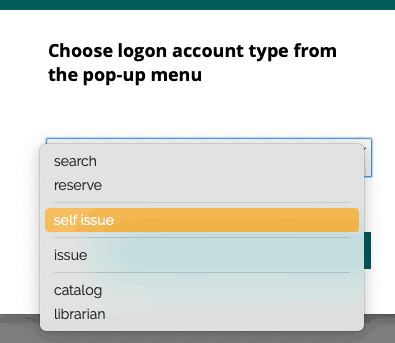 Choose logon account type from
the pop-up menu
search
reserve
self issue
issue
catalog
librarian